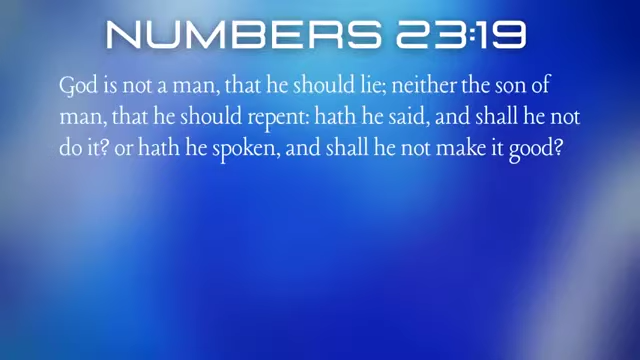 NUMBERS 23:19
God is not a man, that he should lie; neither the son of
man, that he should repent: hath he said, and shall he not
do it? or hath he spoken, and shall he not make it good?